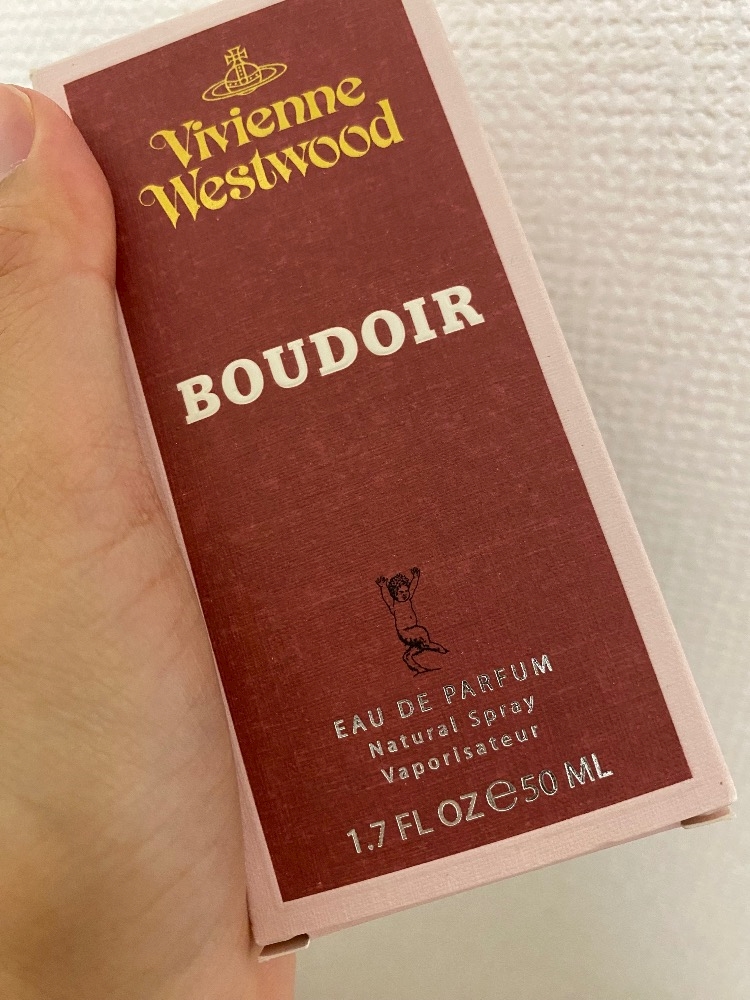 Vivienne
Westwood
BOUDOIR
EAU DE PARFUM
Natural Spray
Vaporisateur
1.7 FL OZ ℮ 50 ML